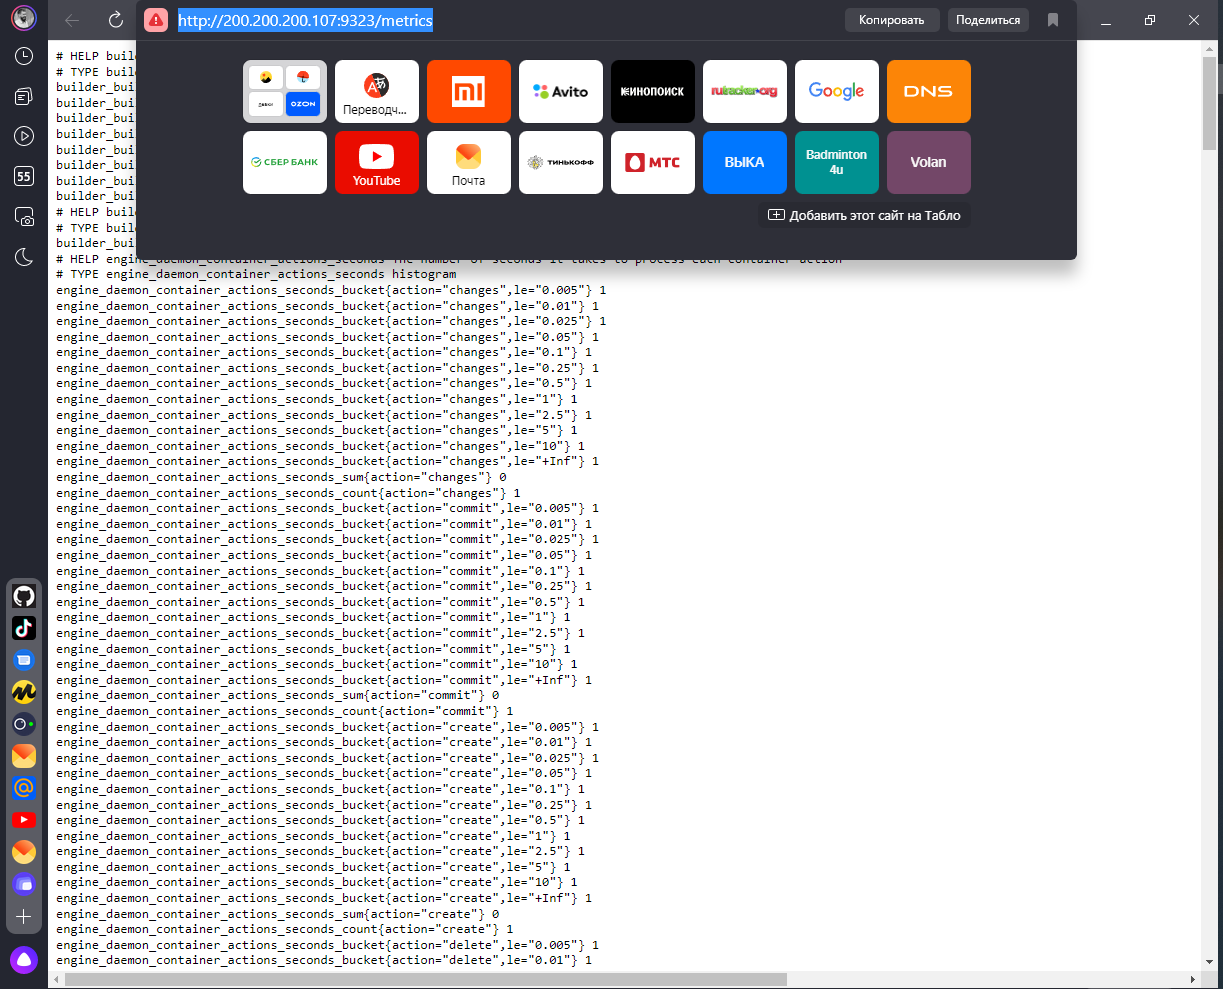 http://200.200.200.107:9323/metrics
Копировать
Поделиться
Переводч...
Avito
КИНОПОИСК
rutracker.org
Google
DNS
OZON
СБЕР БАНК
YouTube
Почта
ТИНЬКОФФ
МТС
ВЫКА
Badminton
4u
Volan
Добавить этот сайт на Табло
55
# HELP buil
# TYPE buil
builder_bui
builder_bui
builder_bui
builder_bui
builder_bui
builder_bui
builder_bui
builder_bui
# HELP buil
# TYPE buil
builder_bui
# HELP engine_daemon_container_actions_seconds The number of seconds it takes to process each container action
# TYPE engine_daemon_container_actions_seconds histogram
engine_daemon_container_actions_seconds_bucket{action="changes",le="0.005"} 1
engine_daemon_container_actions_seconds_bucket{action="changes",le="0.01"} 1
engine_daemon_container_actions_seconds_bucket{action="changes",le="0.025"} 1
engine_daemon_container_actions_seconds_bucket{action="changes",le="0.05"} 1
engine_daemon_container_actions_seconds_bucket{action="changes",le="0.1"} 1
engine_daemon_container_actions_seconds_bucket{action="changes",le="0.25"} 1
engine_daemon_container_actions_seconds_bucket{action="changes",le="0.5"} 1
engine_daemon_container_actions_seconds_bucket{action="changes",le="1"} 1
engine_daemon_container_actions_seconds_bucket{action="changes",le="2.5"} 1
engine_daemon_container_actions_seconds_bucket{action="changes",le="5"} 1
engine_daemon_container_actions_seconds_bucket{action="changes",le="10"} 1
engine_daemon_container_actions_seconds_bucket{action="changes",le="+Inf"} 1
engine_daemon_container_actions_seconds_sum{action="changes"} 0
engine_daemon_container_actions_seconds_count{action="changes"} 1
engine_daemon_container_actions_seconds_bucket{action="commit",le="0.005"} 1
engine_daemon_container_actions_seconds_bucket{action="commit",le="0.01"} 1
engine_daemon_container_actions_seconds_bucket{action="commit",le="0.025"} 1
engine_daemon_container_actions_seconds_bucket{action="commit",le="0.05"} 1
engine_daemon_container_actions_seconds_bucket{action="commit",le="0.1"} 1
engine_daemon_container_actions_seconds_bucket{action="commit",le="0.25"} 1
engine_daemon_container_actions_seconds_bucket{action="commit",le="0.5"} 1
engine_daemon_container_actions_seconds_bucket{action="commit",le="1"} 1
engine_daemon_container_actions_seconds_bucket{action="commit",le="2.5"} 1
engine_daemon_container_actions_seconds_bucket{action="commit",le="5"} 1
engine_daemon_container_actions_seconds_bucket{action="commit",le="10"} 1
engine_daemon_container_actions_seconds_bucket{action="commit",le="+Inf"} 1
engine_daemon_container_actions_seconds_sum{action="commit"} 0
engine_daemon_container_actions_seconds_count{action="commit"} 1
engine_daemon_container_actions_seconds_bucket{action="create",le="0.005"} 1
engine_daemon_container_actions_seconds_bucket{action="create",le="0.01"} 1
engine_daemon_container_actions_seconds_bucket{action="create",le="0.025"} 1
engine_daemon_container_actions_seconds_bucket{action="create",le="0.05"} 1
engine_daemon_container_actions_seconds_bucket{action="create",le="0.1"} 1
engine_daemon_container_actions_seconds_bucket{action="create",le="0.25"} 1
engine_daemon_container_actions_seconds_bucket{action="create",le="0.5"} 1
engine_daemon_container_actions_seconds_bucket{action="create",le="1"} 1
engine_daemon_container_actions_seconds_bucket{action="create",le="2.5"} 1
engine_daemon_container_actions_seconds_bucket{action="create",le="5"} 1
engine_daemon_container_actions_seconds_bucket{action="create",le="10"} 1
engine_daemon_container_actions_seconds_bucket{action="create",le="+Inf"} 1
engine_daemon_container_actions_seconds_sum{action="create"} 0
engine_daemon_container_actions_seconds_count{action="create"} 1
engine_daemon_container_actions_seconds_bucket{action="delete",le="0.005"} 1
engine_daemon_container_actions_seconds_bucket{action="delete",le="0.01"} 1